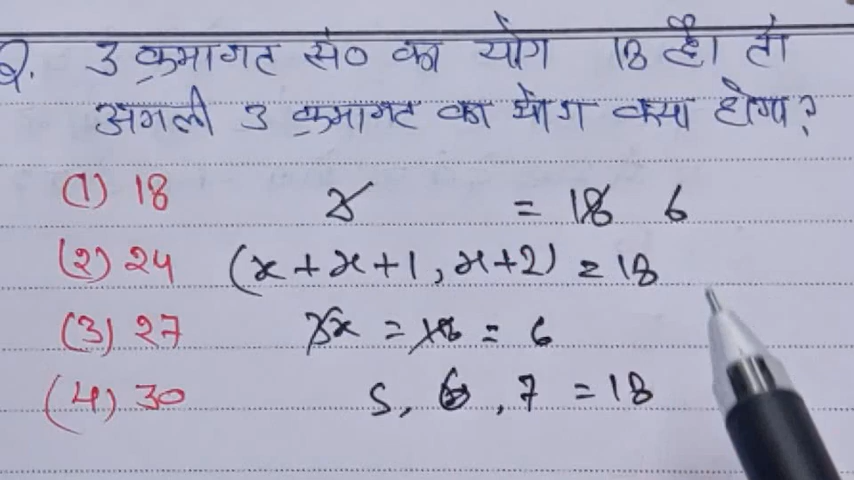 Q. 3 क्रमागत सं० का योग 18 है। तो
अगली 3 क्रमागत का योग क्या होगा?
(1) 18 3 = 18 6
(2) 24 (x+x+1, x+2) = 18
(3) 27 3x = 18 = 6
(4) 30 5, 6, 7 = 18